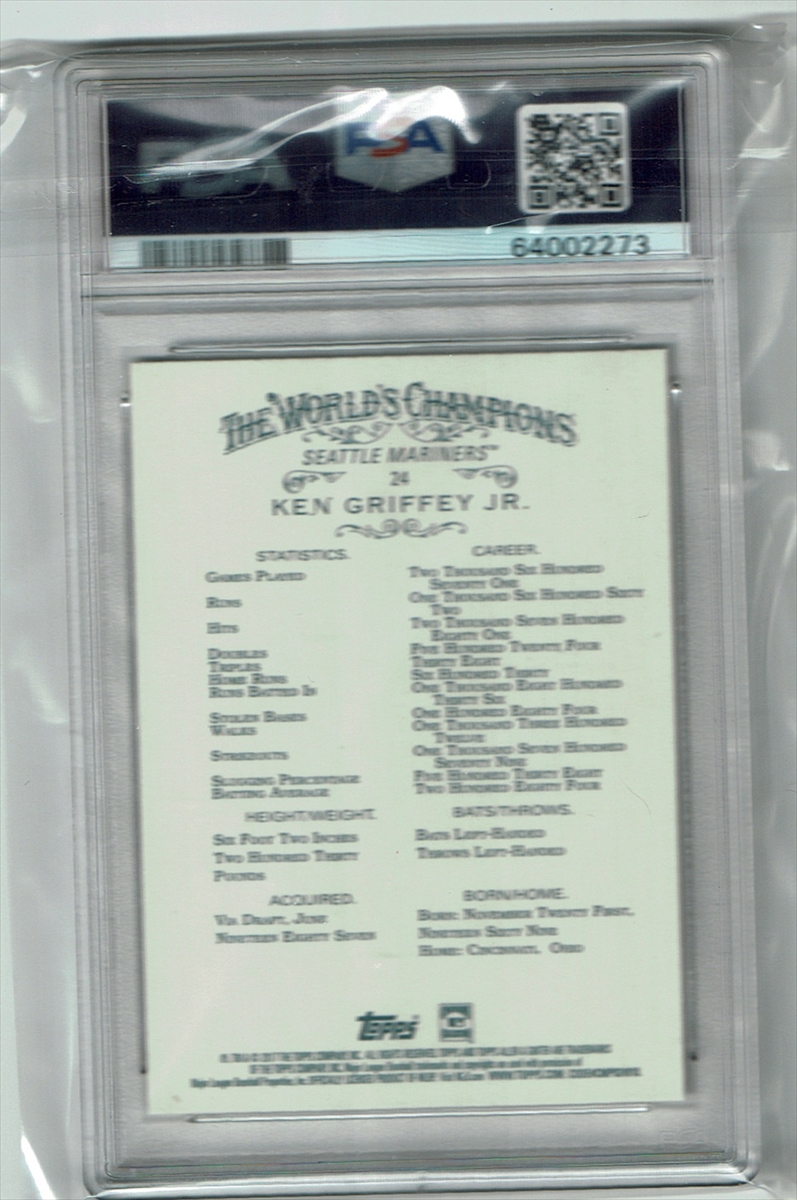 PSA
PSA
64002273
THE WORLD'S CHAMPIONS
SEATTLE MARINERS™
24
KEN GRIFFEY JR.
STATISTICS. CAREER.
GAMES PLAYED TWO THOUSAND SIX HUNDRED
SEVENTY ONE
RUNS ONE THOUSAND SIX HUNDRED SIXTY
TWO
HITS TWO THOUSAND SEVEN HUNDRED
EIGHTY ONE
DOUBLES FIVE HUNDRED TWENTY FOUR
TRIPLES THIRTY EIGHT
HOME RUNS SIX HUNDRED THIRTY
RUNS BATTED IN ONE THOUSAND EIGHT HUNDRED
THIRTY SIX
STOLEN BASES ONE HUNDRED EIGHTY FOUR
WALKS ONE THOUSAND THREE HUNDRED
TWELVE
STRIKEOUTS ONE THOUSAND SEVEN HUNDRED
SEVENTY NINE
SLUGGING PERCENTAGE FIVE HUNDRED THIRTY EIGHT
BATTING AVERAGE TWO HUNDRED EIGHTY FOUR
HEIGHT/WEIGHT. BATS/THROWS.
SIX FOOT TWO INCHES BATS LEFT-HANDED
TWO HUNDRED THIRTY THROWS LEFT-HANDED
POUNDS
ACQUIRED. BORN/HOME.
VIA DRAFT, JUNE BORN: NOVEMBER TWENTY FIRST,
NINETEEN EIGHTY SEVEN NINETEEN SIXTY NINE
HOME: CINCINNATI, OHIO
TOPPS